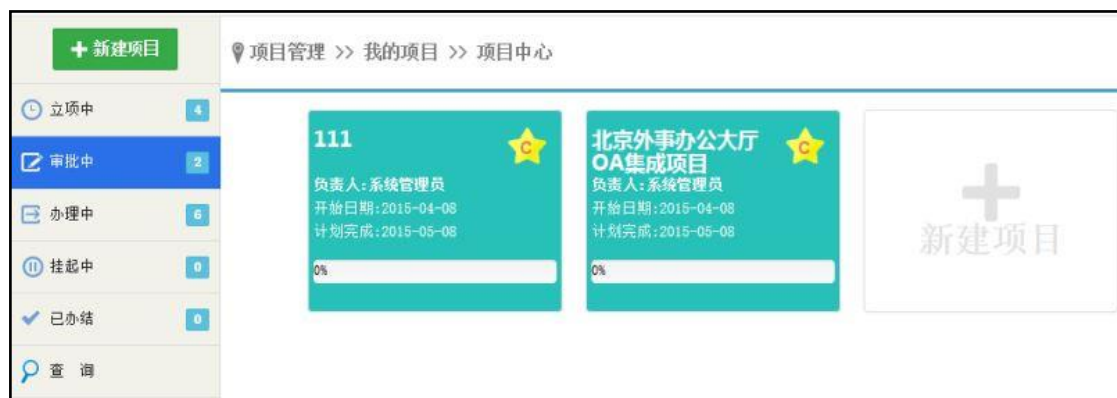 新建项目
项目管理 >> 我的项目 >> 项目中心
立项中 4
审批中 2
办理中 6
挂起中 0
已办结 0
查 询
111
C
负责人:系统管理员
开始日期:2015-04-08
计划完成:2015-05-08
0%
北京外事办公大厅
OA集成项目
C
负责人:系统管理员
开始日期:2015-04-08
计划完成:2015-05-08
0%
新建项目